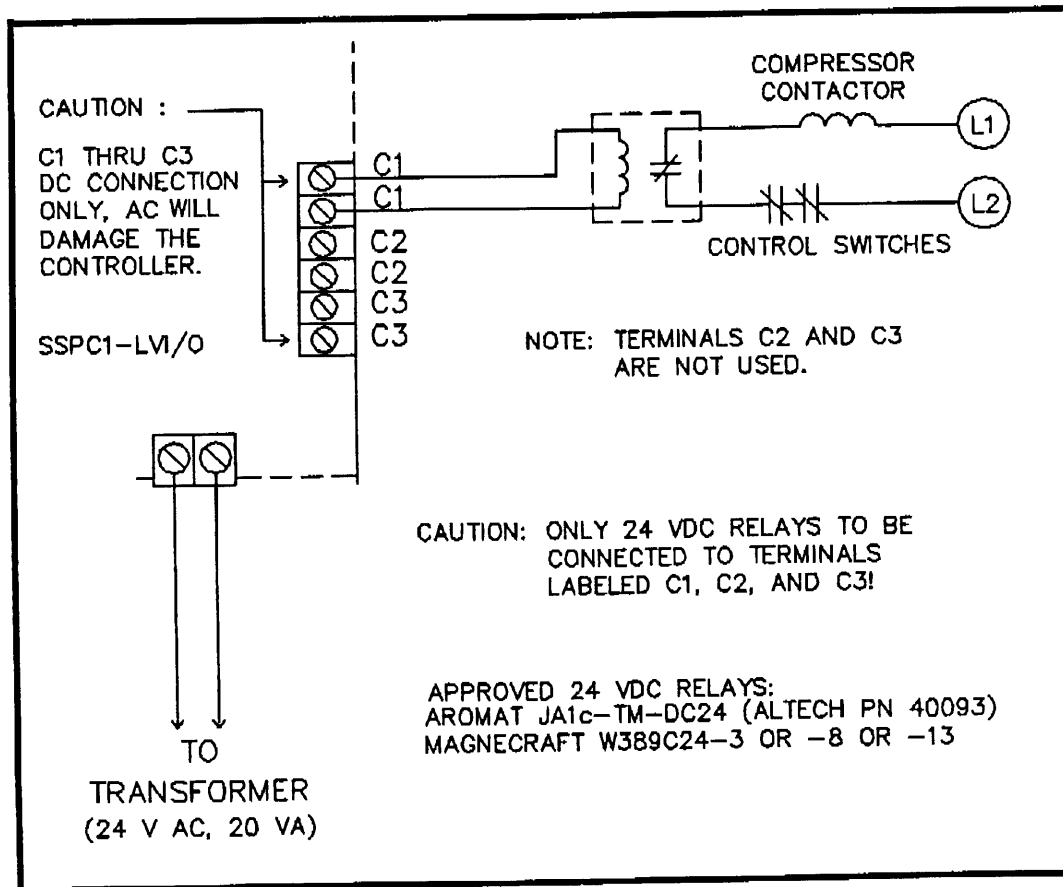 CAUTION :
C1 THRU C3
DC CONNECTION
ONLY, AC WILL
DAMAGE THE
CONTROLLER.
SSPC1-LVI/O
C1
C1
C2
C2
C3
C3
COMPRESSOR
CONTACTOR
L1
L2
CONTROL SWITCHES
NOTE: TERMINALS C2 AND C3
ARE NOT USED.
CAUTION: ONLY 24 VDC RELAYS TO BE
CONNECTED TO TERMINALS
LABELED C1, C2, AND C3!
APPROVED 24 VDC RELAYS:
AROMAT JA1c-TM-DC24 (ALTECH PN 40093)
MAGNECRAFT W389C24-3 OR -8 OR -13
TO
TRANSFORMER
(24 V AC, 20 VA)